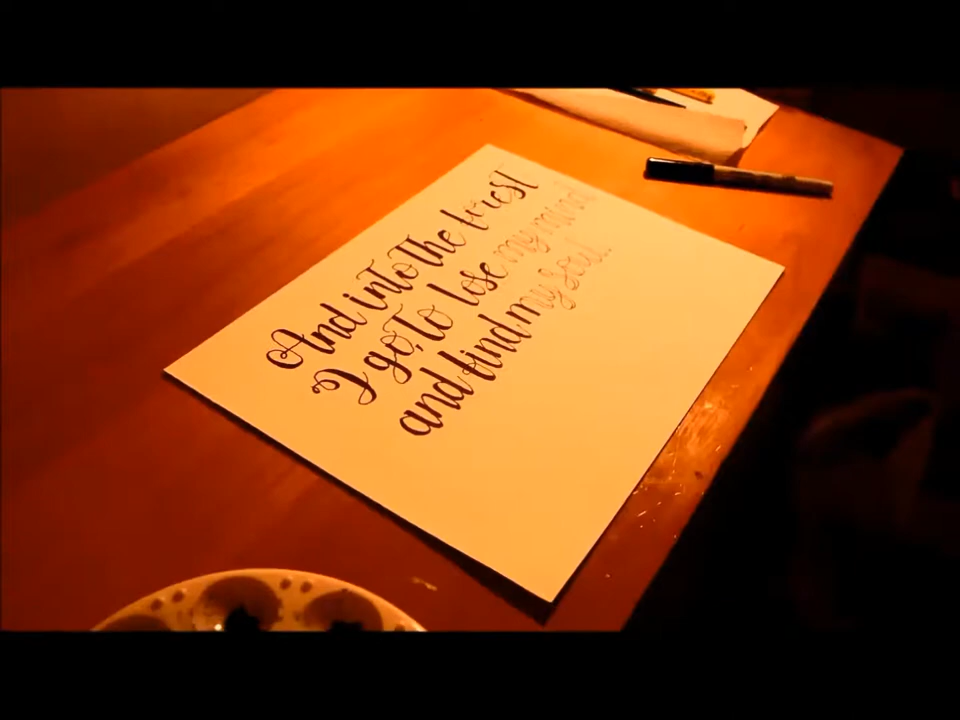 And into the forest
I go, to lose my mind
and find my soul.